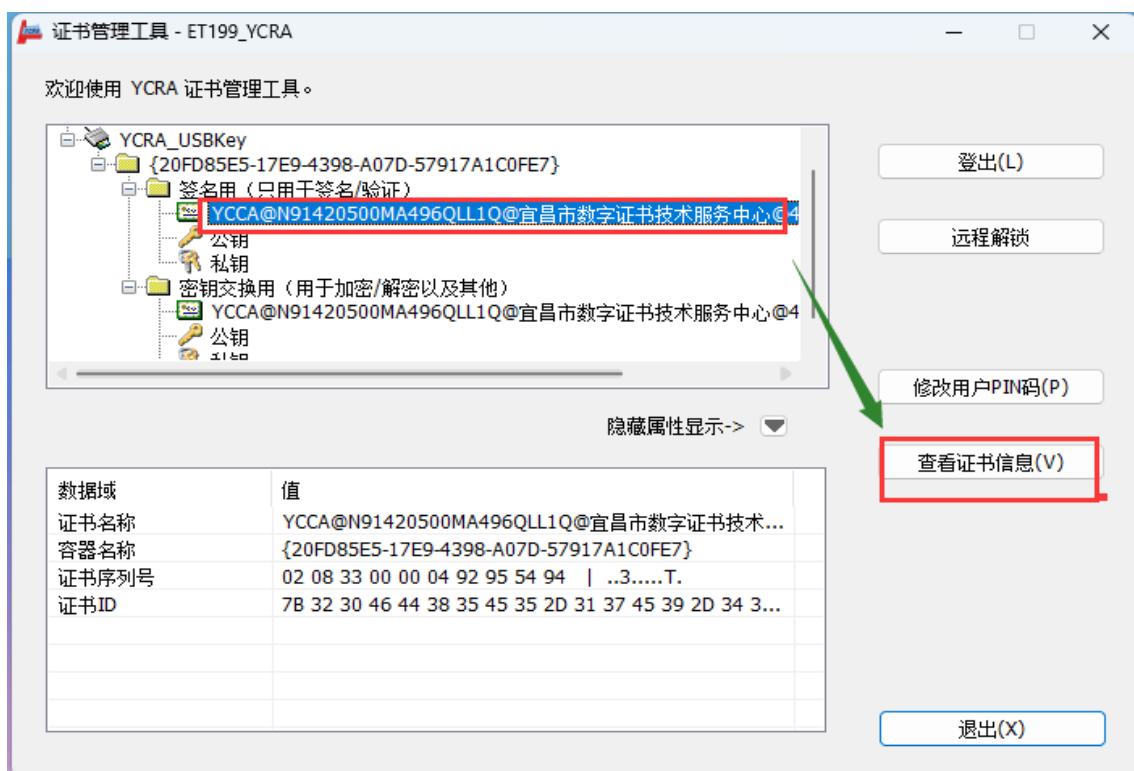 证书管理工具 - ET199_YCRA
欢迎使用 YCRA 证书管理工具。
YCRA_USBKey
{20FD85E5-17E9-4398-A07D-57917A1C0FE7}
签名用（只用于签名/验证）
YCCA@N91420500MA496QLL1Q@宜昌市数字证书技术服务中心@4
公钥
私钥
密钥交换用（用于加密/解密以及其他）
YCCA@N91420500MA496QLL1Q@宜昌市数字证书技术服务中心@4
公钥
私钥
登出(L)
远程解锁
修改用户PIN码(P)
隐藏属性显示->
查看证书信息(V)
数据域 值
证书名称 YCCA@N91420500MA496QLL1Q@宜昌市数字证书技术...
容器名称 {20FD85E5-17E9-4398-A07D-57917A1C0FE7}
证书序列号 02 08 33 00 00 04 92 95 54 94 | ..3.....T.
证书ID 7B 32 30 46 44 38 35 45 35 2D 31 37 45 39 2D 34 3...
退出(X)